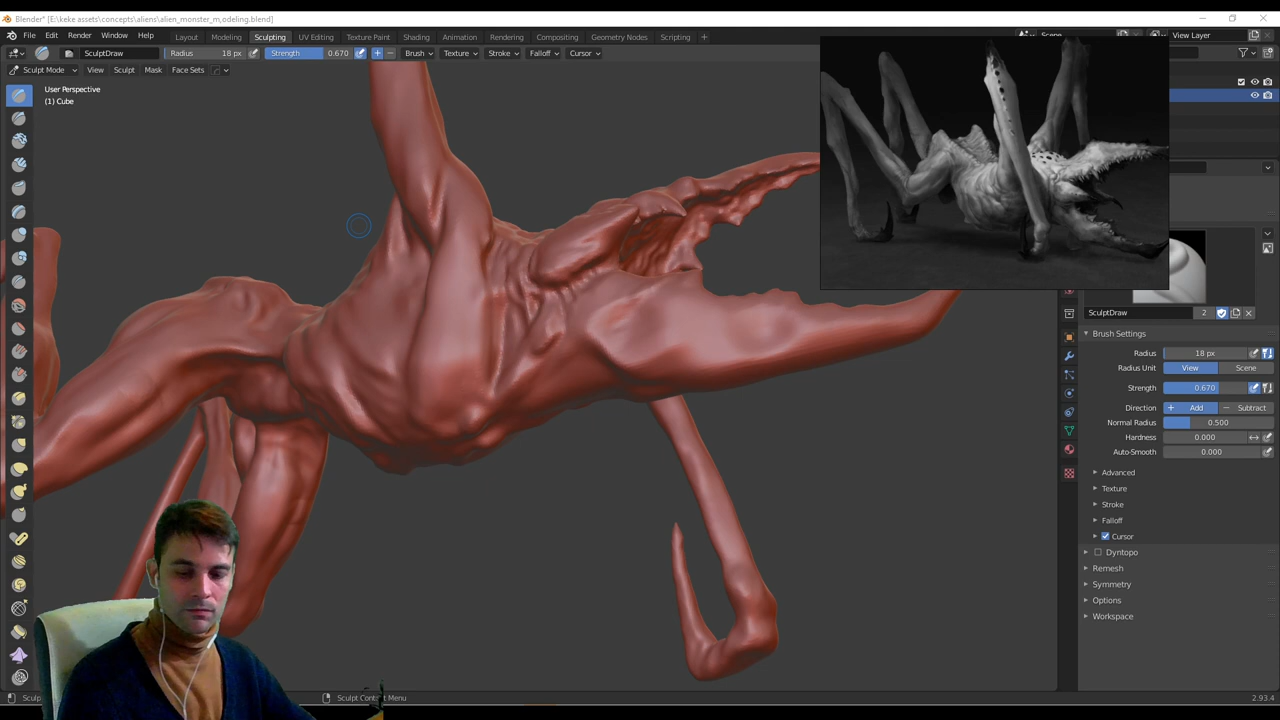 Blender* [E:\keke assets\concepts\aliens\alien_monster_m,odeling.blend]
File Edit Render Window Help Layout Modeling Sculpting UV Editing Texture Paint Shading Animation Rendering Compositing Geometry Nodes Scripting + Scene View Layer
SculptDraw Radius 18 px Strength 0.670 + − Brush Texture Stroke Falloff Cursor
Sculpt Mode View Sculpt Mask Face Sets
User Perspective
(1) Cube
SculptDraw 2
Brush Settings
Radius 18 px
Radius Unit View Scene
Strength 0.670
Direction + Add − Subtract
Normal Radius 0.500
Hardness 0.000
Auto-Smooth 0.000
Advanced
Texture
Stroke
Falloff
Cursor
Dyntopo
Remesh
Symmetry
Options
Workspace
Sculpt Context Menu
2.93.4